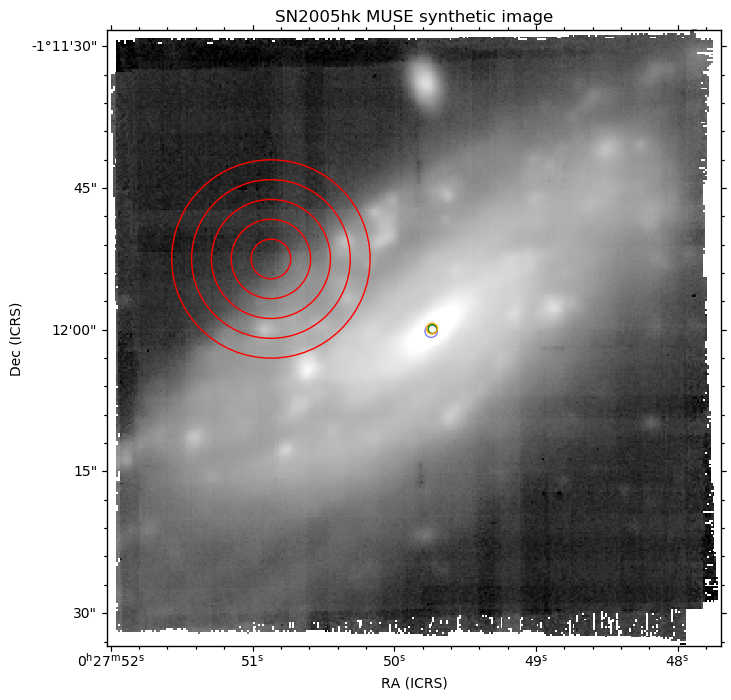 SN2005hk MUSE synthetic image
-1°11'30"
45"
12'00"
15"
30"
Dec (ICRS)
0ʰ27ᵐ52ˢ
51ˢ
50ˢ
49ˢ
48ˢ
RA (ICRS)